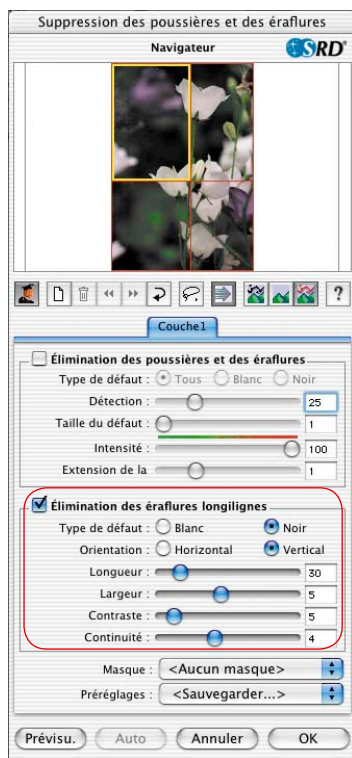 Suppression des poussières et des éraflures
Navigateur SRD
?
Couche1
Élimination des poussières et des éraflures
Type de défaut : Tous Blanc Noir
Détection : 25
Taille du défaut : 1
Intensité : 100
Extension de la 1
Élimination des éraflures longilignes
Type de défaut : Blanc Noir
Orientation : Horizontal Vertical
Longueur : 30
Largeur : 5
Contraste : 5
Continuité : 4
Masque : <Aucun masque>
Préréglages : <Sauvegarder...>
Prévisu. Auto Annuler OK